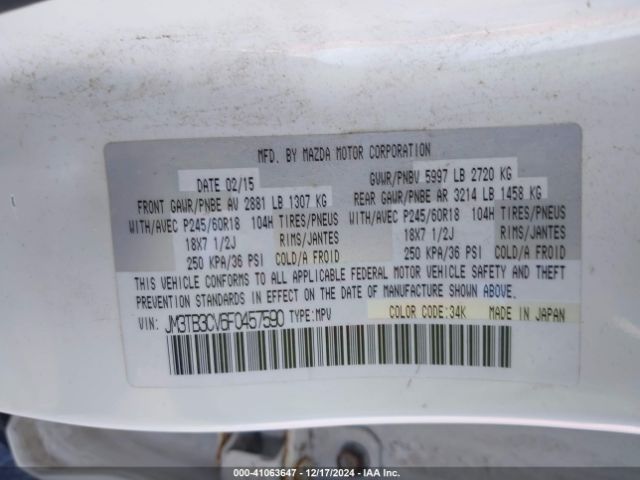 MFD. BY MAZDA MOTOR CORPORATION
DATE 02/15 GVWR/PNBV 5997 LB 2720 KG
FRONT GAWR/PNBE AV 2881 LB 1307 KG REAR GAWR/PNBE AR 3214 LB 1458 KG
WITH/AVEC P245/60R18 104H TIRES/PNEUS WITH/AVEC P245/60R18 104H TIRES/PNEUS
18X7 1/2J RIMS/JANTES 18X7 1/2J RIMS/JANTES
250 KPA/36 PSI COLD/A FROID 250 KPA/36 PSI COLD/A FROID
THIS VEHICLE CONFORMS TO ALL APPLICABLE FEDERAL MOTOR VEHICLE SAFETY AND THEFT
PREVENTION STANDARDS IN EFFECT ON THE DATE OF MANUFACTURE SHOWN ABOVE.
VIN: JM3TB3CV6F0457590 TYPE:MPV COLOR CODE:34K MADE IN JAPAN
000-41063647 - 12/17/2024 - IAA Inc.